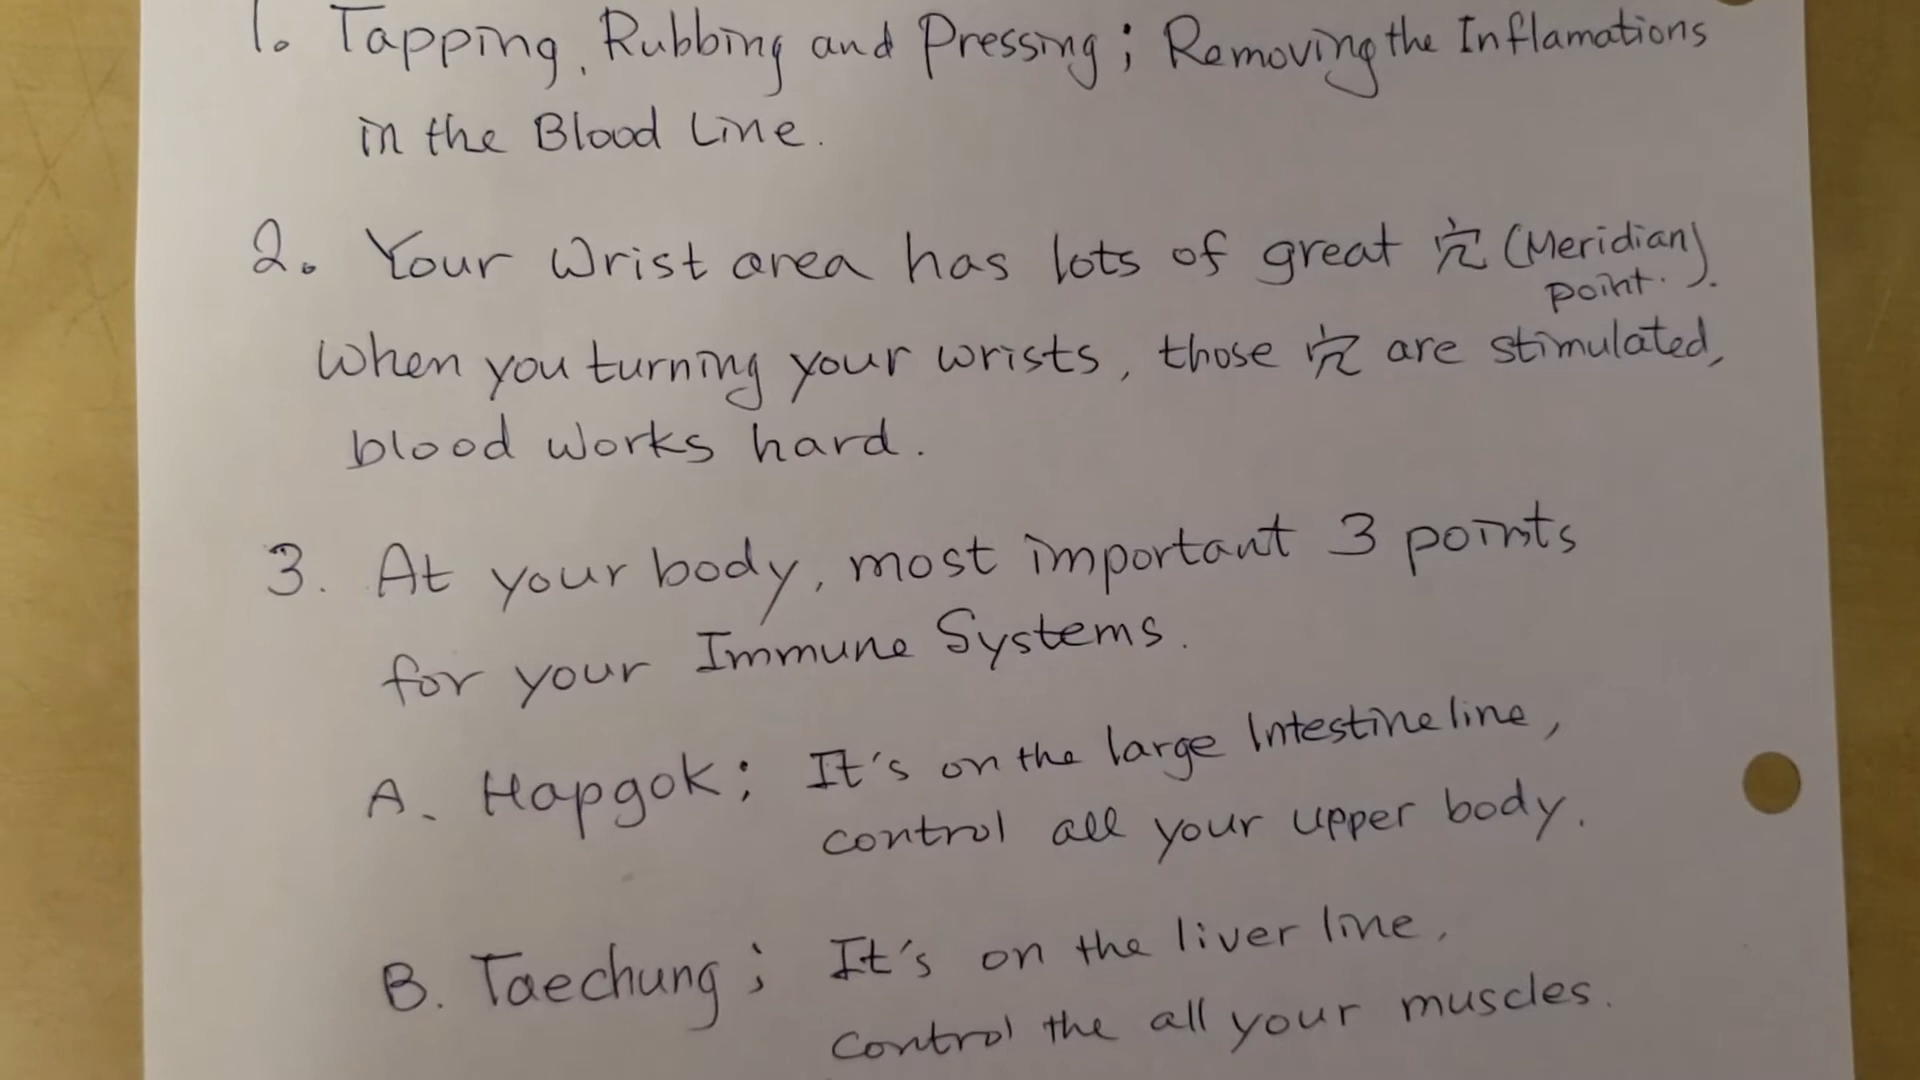 1. Tapping, Rubbing and Pressing; Removing the Inflamations
in the Blood Line.
2. Your Wrist area has lots of great 穴 (Meridian point.).
When you turning your wrists, those 穴 are stimulated,
blood works hard.
3. At your body, most important 3 points
for your Immune Systems.
A. Hapgok; It's on the large Intestine line,
control all your upper body.
B. Taechung; It's on the liver line,
control the all your muscles.